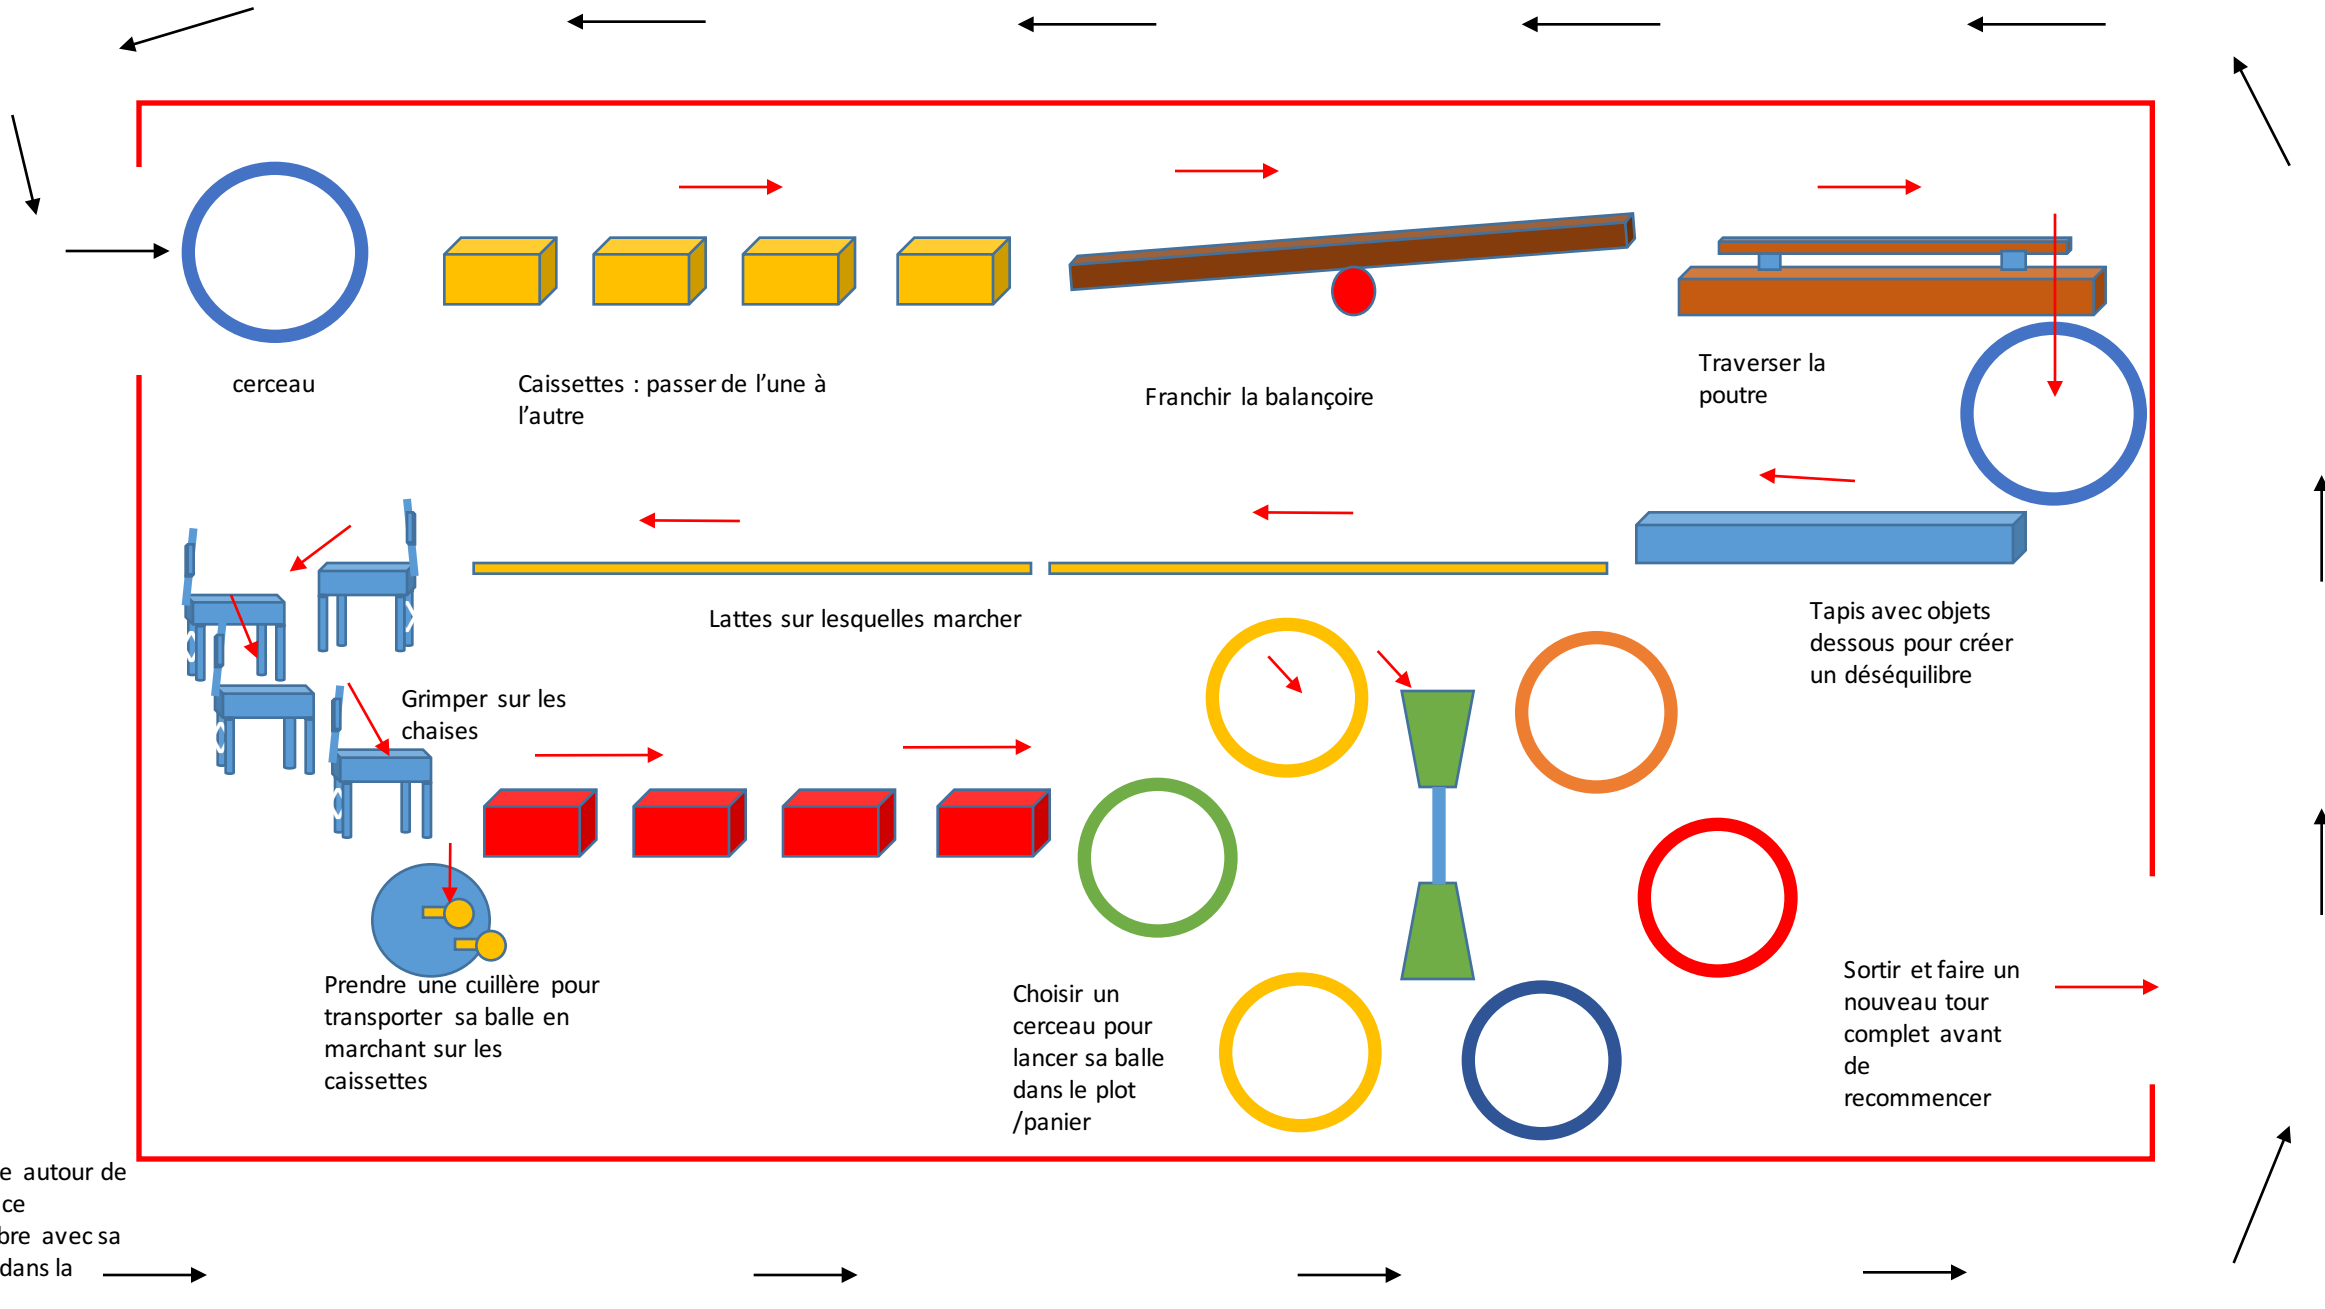 cerceau
Caissettes : passer de l’une à
l’autre
Franchir la balançoire
Traverser la
poutre
Lattes sur lesquelles marcher
Tapis avec objets
dessous pour créer
un déséquilibre
Grimper sur les
chaises
Prendre une cuillère pour
transporter sa balle en
marchant sur les
caissettes
Choisir un
cerceau pour
lancer sa balle
dans le plot
/panier
Sortir et faire un
nouveau tour
complet avant
de
recommencer
autour de
avec sa
dans la